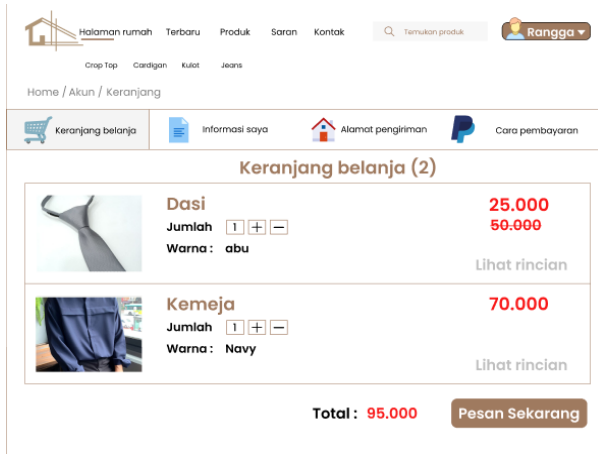 Halaman rumah Terbaru Produk Saran Kontak Temukan produk Rangga
Crop Top Cardigan Kulot Jeans
Home / Akun / Keranjang
Keranjang belanja Informasi saya Alamat pengiriman Cara pembayaran
Keranjang belanja (2)
Dasi 25.000
Jumlah 1 + − 50.000
Warna : abu
Lihat rincian
Kemeja 70.000
Jumlah 1 + −
Warna : Navy
Lihat rincian
Total : 95.000 Pesan Sekarang